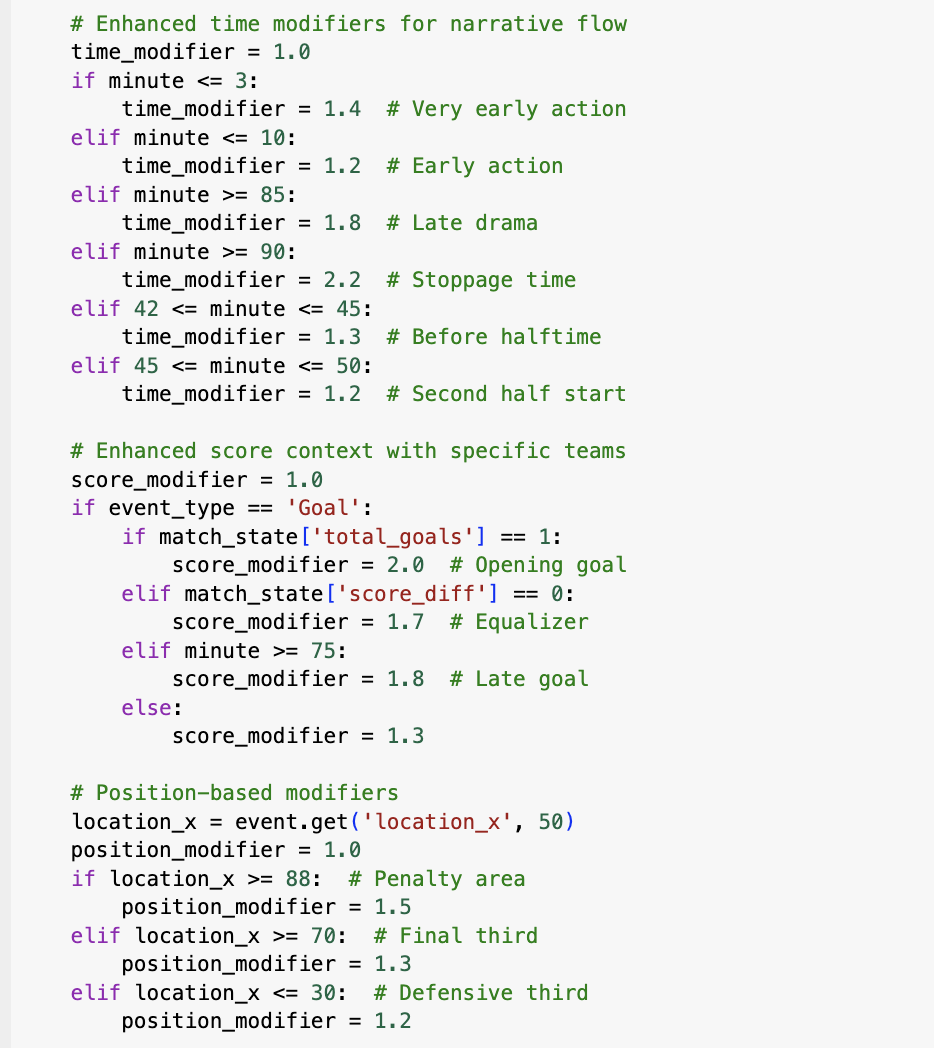 # Enhanced time modifiers for narrative flow
time_modifier = 1.0
if minute <= 3:
    time_modifier = 1.4  # Very early action
elif minute <= 10:
    time_modifier = 1.2  # Early action
elif minute >= 85:
    time_modifier = 1.8  # Late drama
elif minute >= 90:
    time_modifier = 2.2  # Stoppage time
elif 42 <= minute <= 45:
    time_modifier = 1.3  # Before halftime
elif 45 <= minute <= 50:
    time_modifier = 1.2  # Second half start

# Enhanced score context with specific teams
score_modifier = 1.0
if event_type == 'Goal':
    if match_state['total_goals'] == 1:
        score_modifier = 2.0  # Opening goal
    elif match_state['score_diff'] == 0:
        score_modifier = 1.7  # Equalizer
    elif minute >= 75:
        score_modifier = 1.8  # Late goal
    else:
        score_modifier = 1.3

# Position-based modifiers
location_x = event.get('location_x', 50)
position_modifier = 1.0
if location_x >= 88:  # Penalty area
    position_modifier = 1.5
elif location_x >= 70:  # Final third
    position_modifier = 1.3
elif location_x <= 30:  # Defensive third
    position_modifier = 1.2